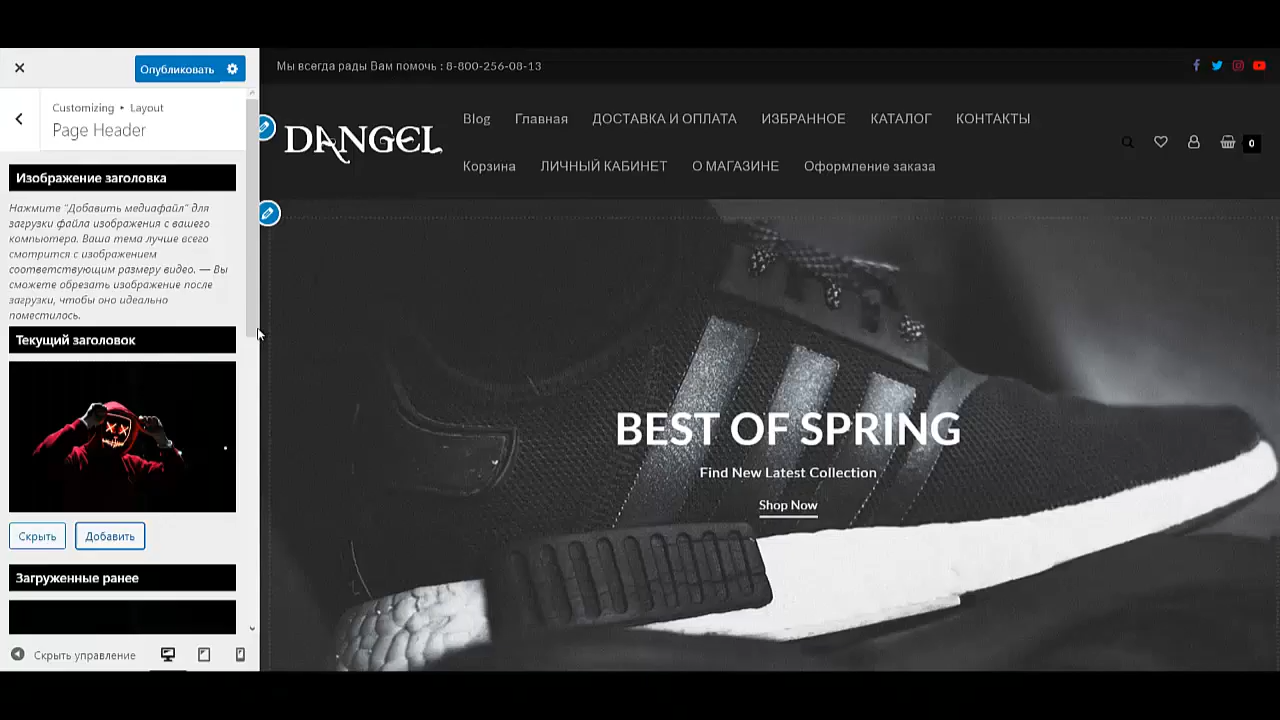 Опубликовать
Customizing ▸ Layout
Page Header
Изображение заголовка
Нажмите "Добавить медиафайл" для
загрузки файла изображения с вашего
компьютера. Ваша тема лучше всего
смотрится с изображением
соответствующим размеру видео. — Вы
сможете обрезать изображение после
загрузки, чтобы оно идеально
поместилось.
Текущий заголовок
Скрыть
Добавить
Загруженные ранее
Скрыть управление
Мы всегда рады Вам помочь : 8-800-256-08-13
DANGEL
Blog Главная ДОСТАВКА И ОПЛАТА ИЗБРАННОЕ КАТАЛОГ КОНТАКТЫ
Корзина ЛИЧНЫЙ КАБИНЕТ О МАГАЗИНЕ Оформление заказа
0
BEST OF SPRING
Find New Latest Collection
Shop Now